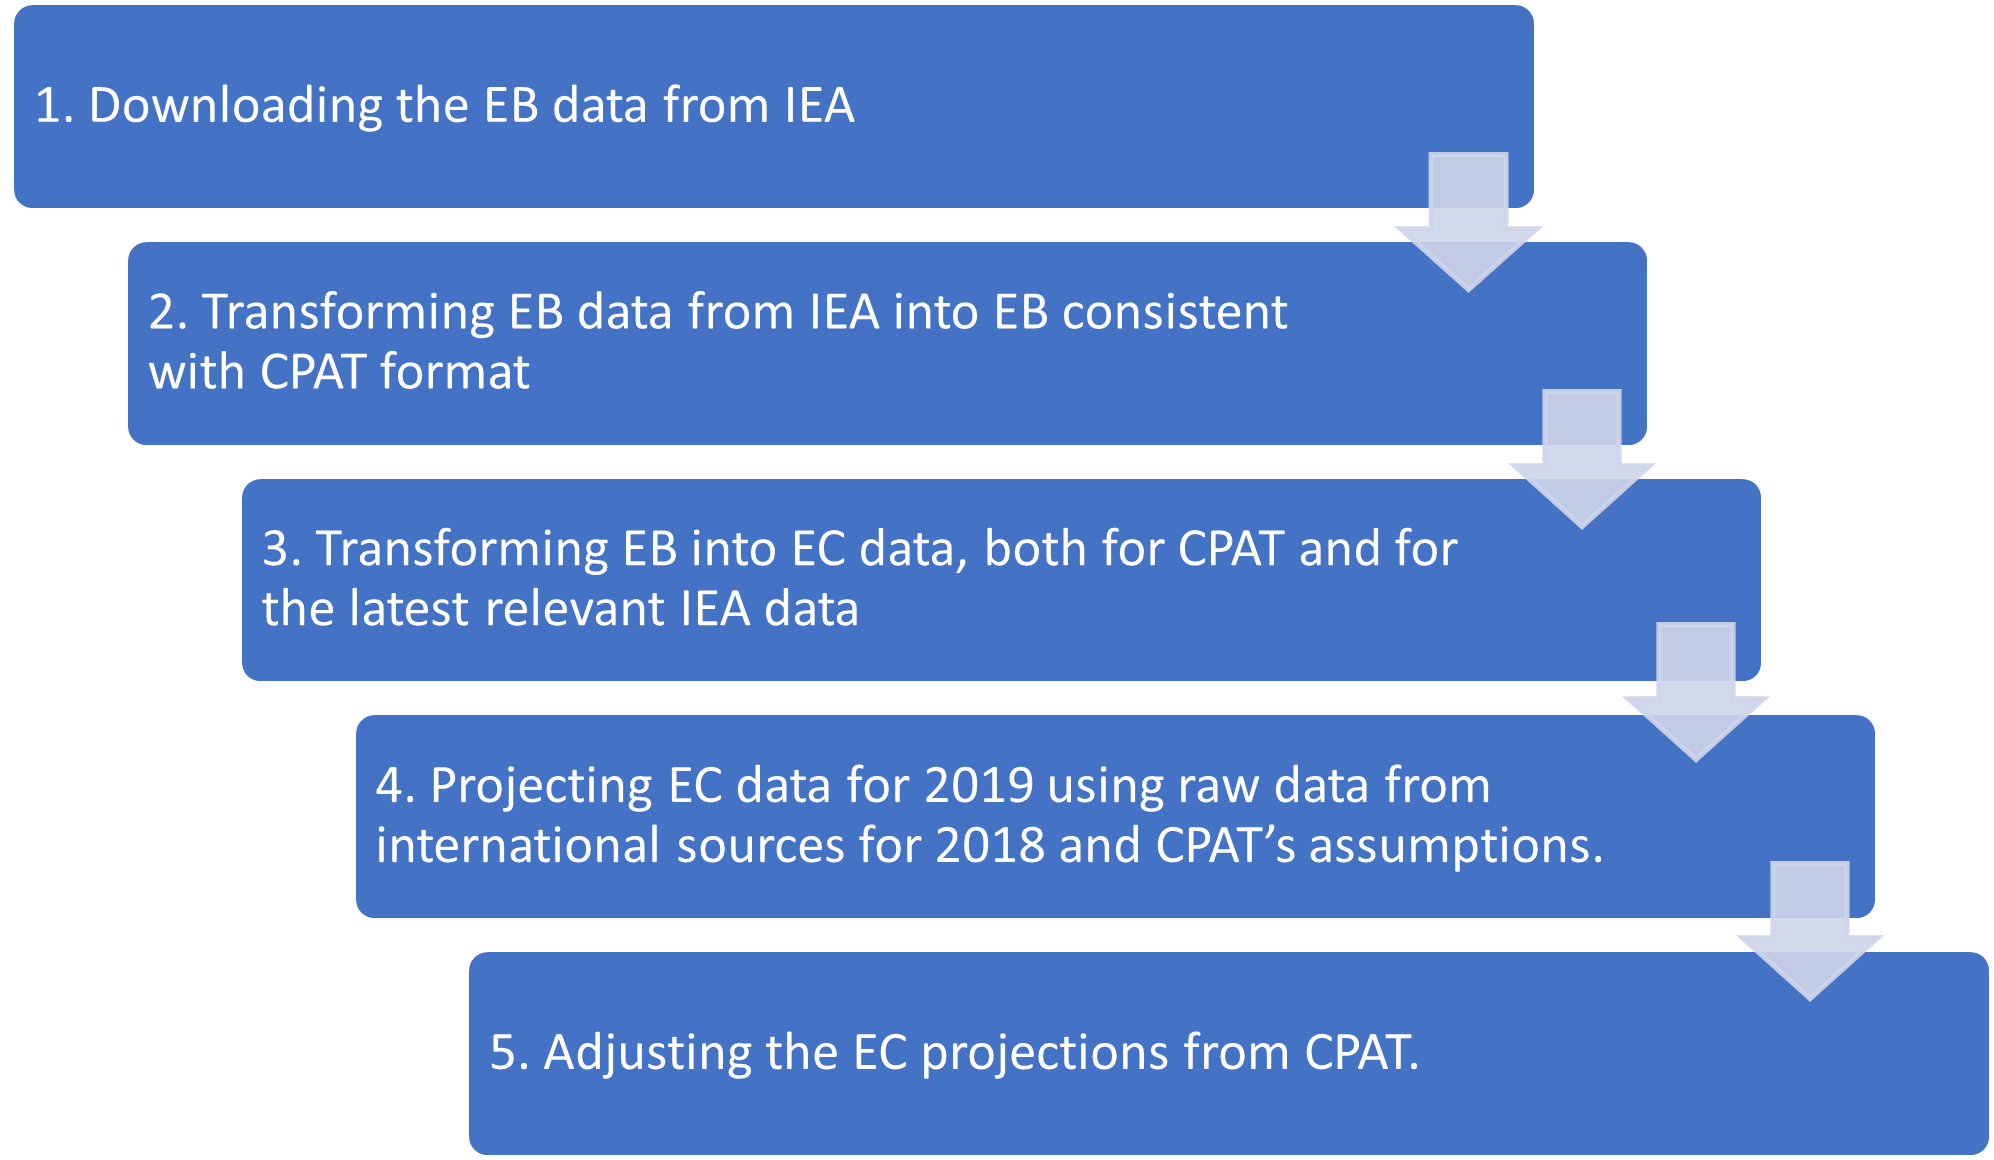 1. Downloading the EB data from IEA
2. Transforming EB data from IEA into EB consistent
with CPAT format
3. Transforming EB into EC data, both for CPAT and for
the latest relevant IEA data
4. Projecting EC data for 2019 using raw data from
international sources for 2018 and CPAT’s assumptions.
5. Adjusting the EC projections from CPAT.